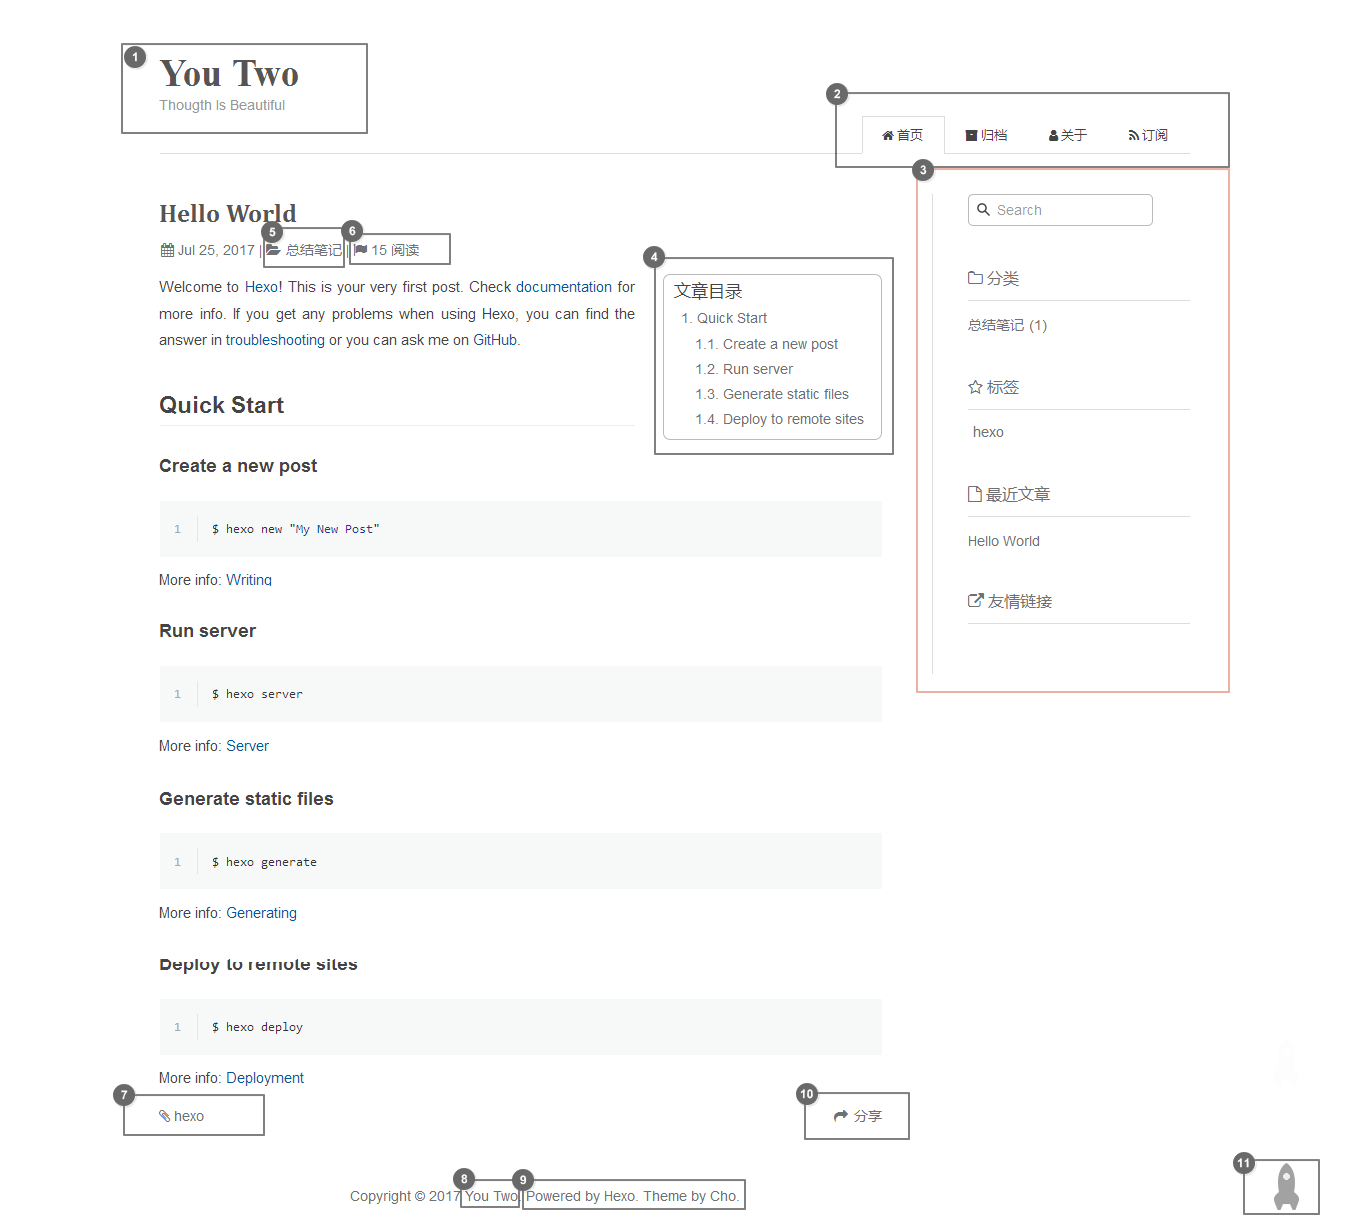 1
You Two
Thougth Is Beautiful
2
首页 归档 关于 订阅
3
Search
Hello World
5 6
Jul 25, 2017 | 总结笔记 | 15 阅读
Welcome to Hexo! This is your very first post. Check documentation for
more info. If you get any problems when using Hexo, you can find the
answer in troubleshooting or you can ask me on GitHub.
4
文章目录
1. Quick Start
1.1. Create a new post
1.2. Run server
1.3. Generate static files
1.4. Deploy to remote sites
分类
总结笔记 (1)
标签
hexo
最近文章
Hello World
友情链接
Quick Start
Create a new post
1 $ hexo new "My New Post"
More info: Writing
Run server
1 $ hexo server
More info: Server
Generate static files
1 $ hexo generate
More info: Generating
Deploy to remote sites
1 $ hexo deploy
More info: Deployment
7
hexo
10
分享
8 9
Copyright © 2017 You Two. Powered by Hexo. Theme by Cho.
11